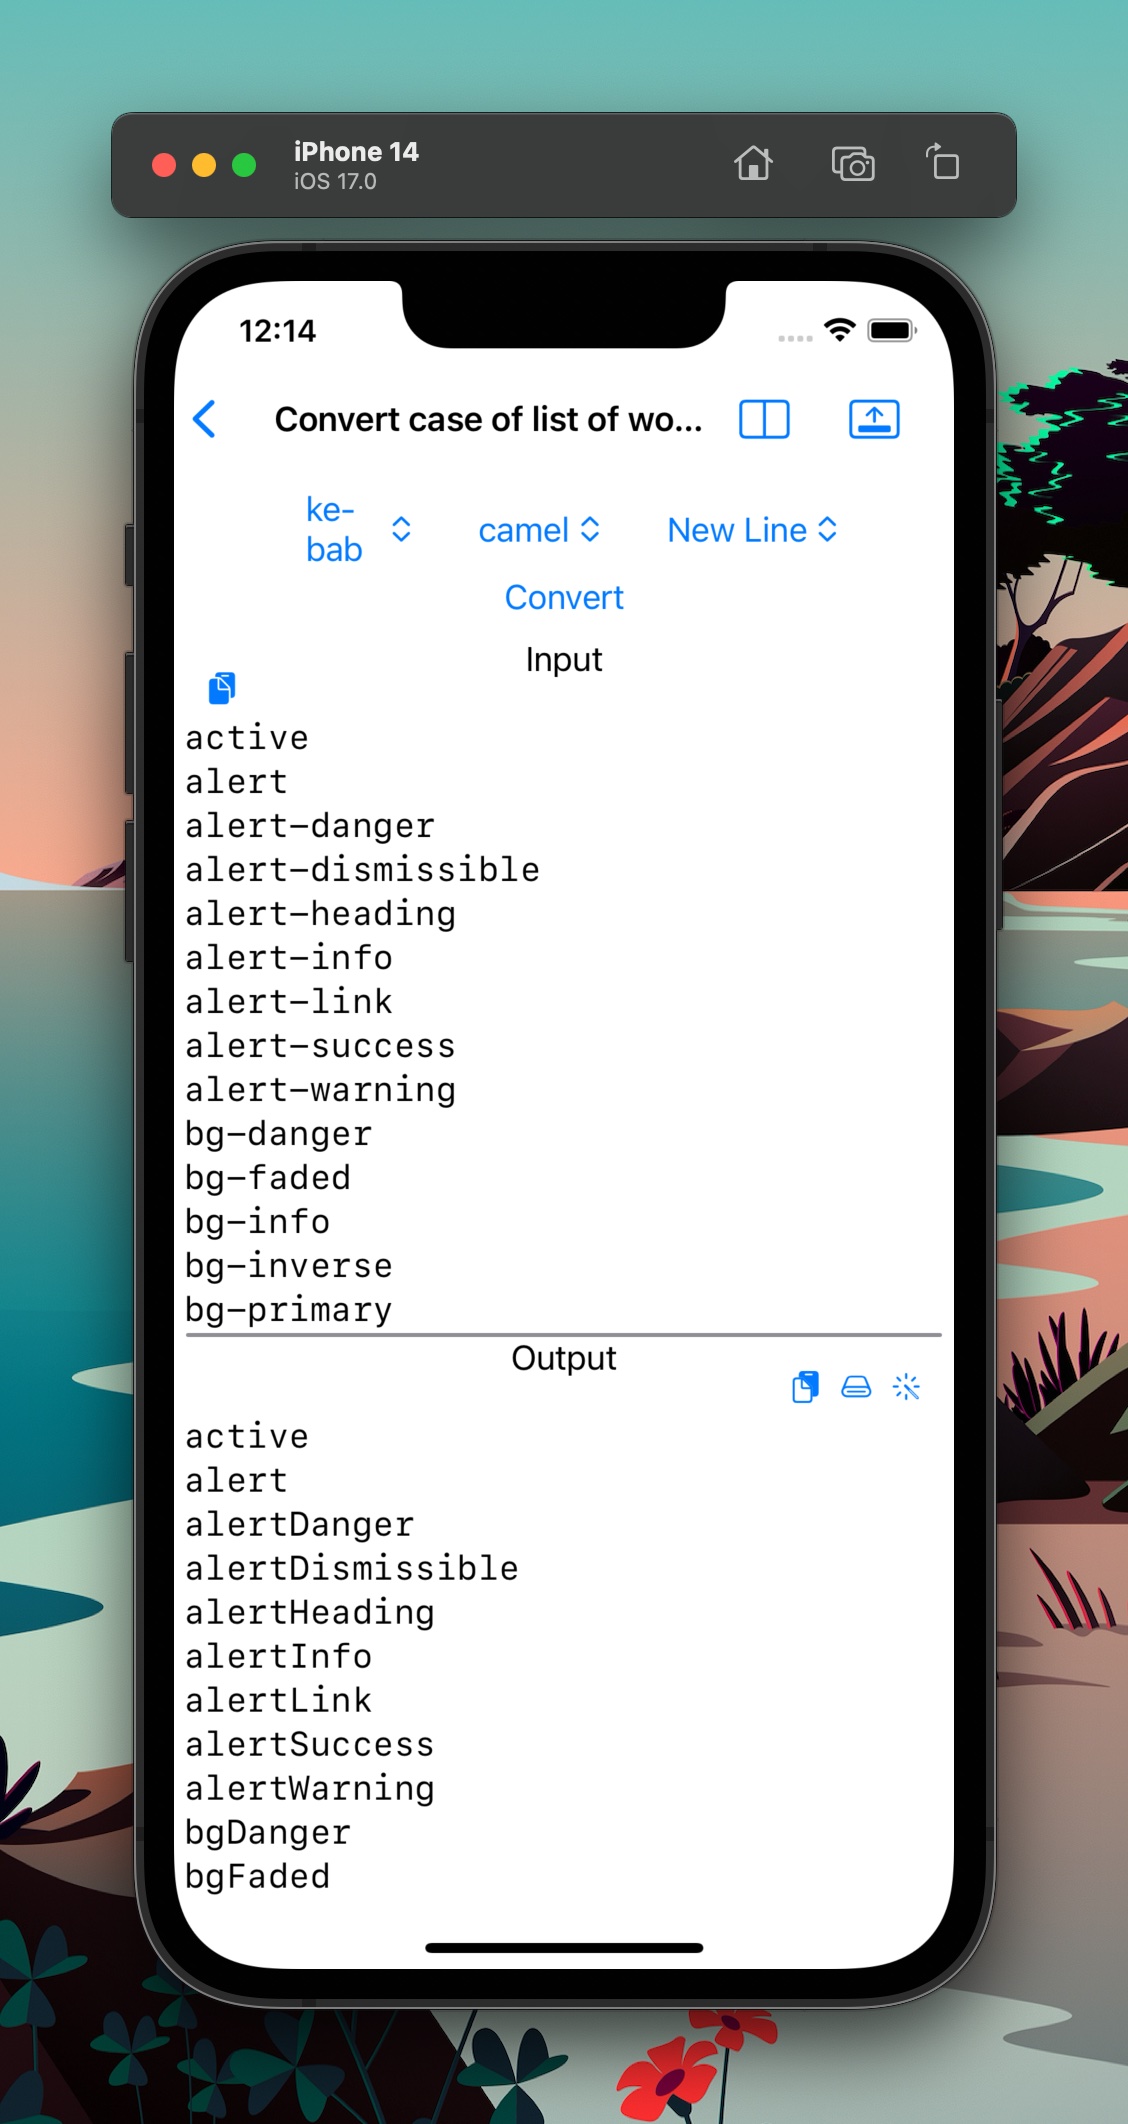 iPhone 14
iOS 17.0
12:14
Convert case of list of wo...
ke-
bab
camel
New Line
Convert
Input
active
alert
alert-danger
alert-dismissible
alert-heading
alert-info
alert-link
alert-success
alert-warning
bg-danger
bg-faded
bg-info
bg-inverse
bg-primary
Output
active
alert
alertDanger
alertDismissible
alertHeading
alertInfo
alertLink
alertSuccess
alertWarning
bgDanger
bgFaded